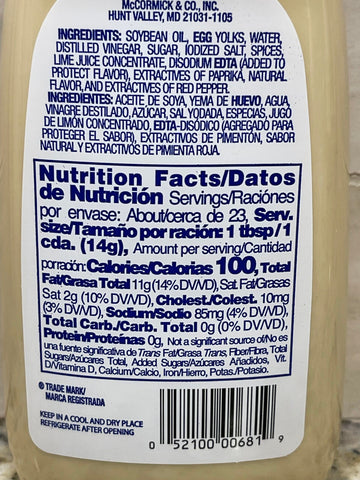 McCORMICK & CO., INC.
HUNT VALLEY, MD 21031-1105
INGREDIENTS: SOYBEAN OIL, EGG YOLKS, WATER,
DISTILLED VINEGAR, SUGAR, IODIZED SALT, SPICES,
LIME JUICE CONCENTRATE, DISODIUM EDTA (ADDED TO
PROTECT FLAVOR), EXTRACTIVES OF PAPRIKA, NATURAL
FLAVOR, AND EXTRACTIVES OF RED PEPPER.
INGREDIENTES: ACEITE DE SOYA, YEMA DE HUEVO, AGUA,
VINAGRE DESTILADO, AZÚCAR, SAL YODADA, ESPECIAS, JUGO
DE LIMÓN CONCENTRADO, EDTA-DISÓDICO (AGREGADO PARA
PROTEGER EL SABOR), EXTRACTIVOS DE PIMENTÓN, SABOR
NATURAL Y EXTRACTIVOS DE PIMIENTA ROJA.
Nutrition Facts/Datos
de Nutrición Servings/Raciónes
por envase: About/cerca de 23, Serv.
size/Tamaño por ración: 1 tbsp/1
cda. (14g), Amount per serving/Cantidad
por ración: Calories/Calorías 100, Total
Fat/Grasa Total 11g (14% DV/VD), Sat Fat/Grasas
Sat 2g (10% DV/VD), Cholest./Colest. 10mg
(3% DV/VD), Sodium/Sodio 85mg (4% DV/VD),
Total Carb./Carb. Total 0g (0% DV/VD),
Protein/Proteínas 0g, Not a significant source of/No es
una fuente significativa de Trans Fat/Grasa Trans, Fiber/Fibra, Total
Sugars/Azúcares Total, Added Sugars/Azúcares Añadidos, Vit.
D/Vitamina D, Calcium/Calcio, Iron/Hierro, Potas./Potasio.
® TRADE MARK/
MARCA REGISTRADA
KEEP IN A COOL AND DRY PLACE
REFRIGERATE AFTER OPENING
0 52100 00681 9